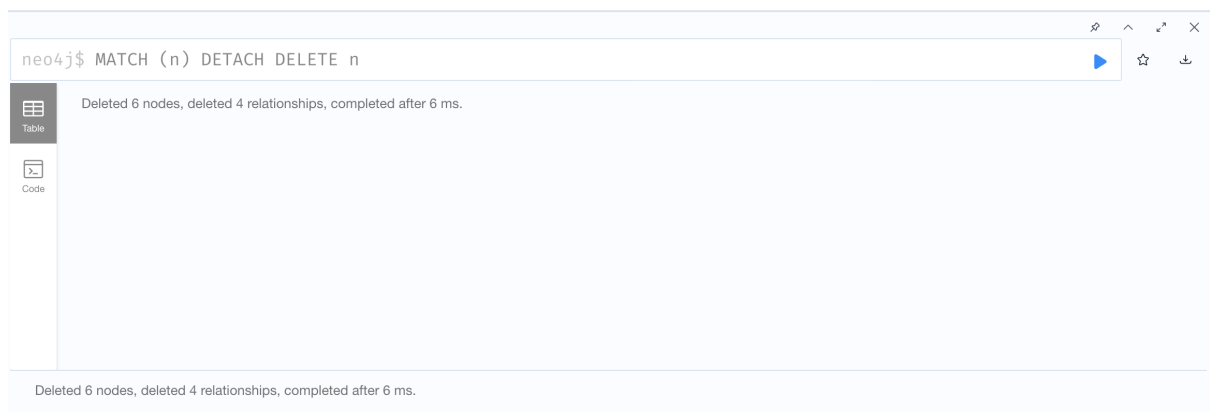 neo4j$ MATCH (n) DETACH DELETE n
Deleted 6 nodes, deleted 4 relationships, completed after 6 ms.
Table
Code
Deleted 6 nodes, deleted 4 relationships, completed after 6 ms.